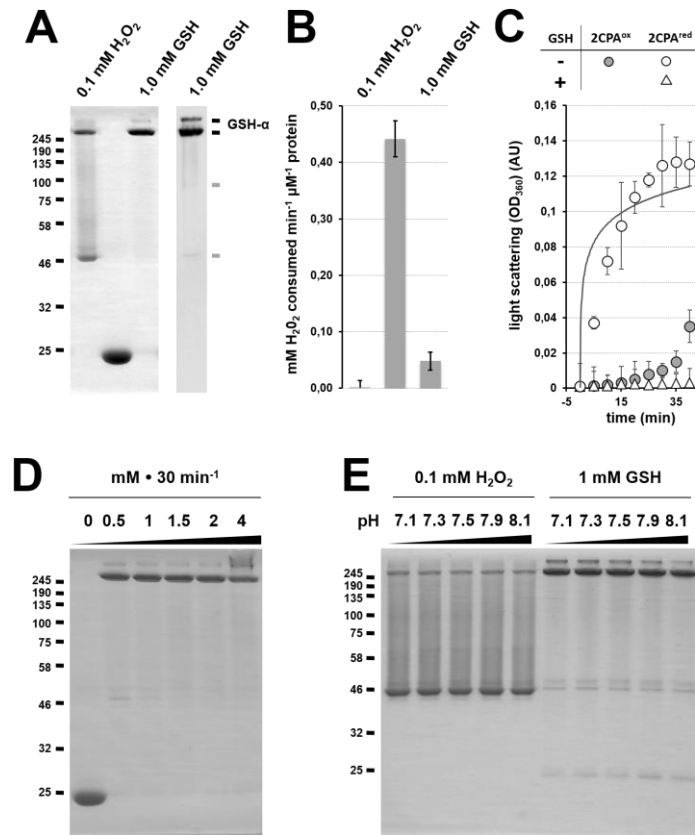 A
0.1 mM H₂O₂
1.0 mM GSH
1.0 mM GSH
GSH-α
245
190
135
100
75
58
46
32
25
B
0.1 mM H₂O₂
1.0 mM GSH
mM H₂0₂ consumed min⁻¹ µM⁻¹ protein
0,50
0,40
0,30
0,20
0,10
0,00
C
GSH 2CPAᵒˣ 2CPAʳᵉᵈ
-
+
light scattering (OD₃₆₀) (AU)
0,16
0,14
0,12
0,1
0,08
0,06
0,04
0,02
0
-5 15 35
time (min)
D
mM • 30 min⁻¹
0 0.5 1 1.5 2 4
245
190
135
100
75
58
46
32
25
E
0.1 mM H₂O₂ 1 mM GSH
pH 7.1 7.3 7.5 7.9 8.1 7.1 7.3 7.5 7.9 8.1
245
190
135
100
75
58
46
32
25